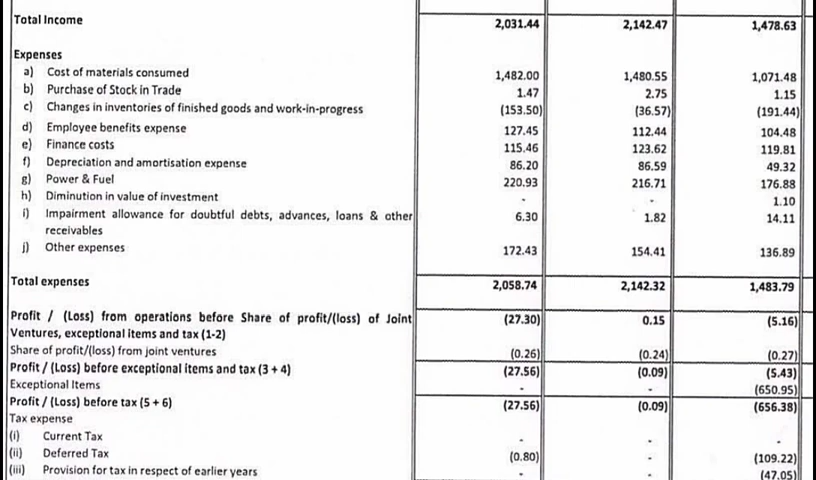 Total Income 2,031.44 2,142.47 1,478.63
Expenses
a) Cost of materials consumed 1,482.00 1,480.55 1,071.48
b) Purchase of Stock in Trade 1.47 2.75 1.15
c) Changes in inventories of finished goods and work-in-progress (153.50) (36.57) (191.44)
d) Employee benefits expense 127.45 112.44 104.48
e) Finance costs 115.46 123.62 119.81
f) Depreciation and amortisation expense 86.20 86.59 49.32
g) Power & Fuel 220.93 216.71 176.88
h) Diminution in value of investment - - 1.10
i) Impairment allowance for doubtful debts, advances, loans & other 6.30 1.82 14.11
receivables
j) Other expenses 172.43 154.41 136.89
Total expenses 2,058.74 2,142.32 1,483.79
Profit / (Loss) from operations before Share of profit/(loss) of Joint (27.30) 0.15 (5.16)
Ventures, exceptional items and tax (1-2)
Share of profit/(loss) from joint ventures (0.26) (0.24) (0.27)
Profit / (Loss) before exceptional items and tax (3 + 4) (27.56) (0.09) (5.43)
Exceptional Items - - (650.95)
Profit / (Loss) before tax (5 + 6) (27.56) (0.09) (656.38)
Tax expense
(i) Current Tax - - -
(ii) Deferred Tax (0.80) - (109.22)
(iii) Provision for tax in respect of earlier years - - (47.05)